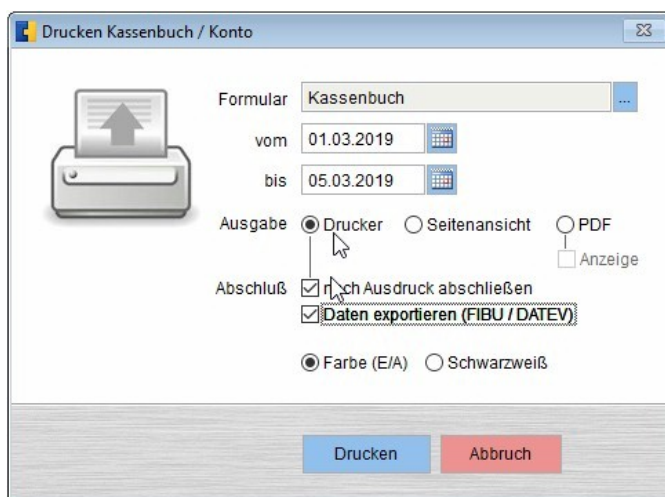 Drucken Kassenbuch / Konto
Formular Kassenbuch ...
vom 01.03.2019
bis 05.03.2019
Ausgabe Drucker Seitenansicht PDF
Anzeige
Abschluß nach Ausdruck abschließen
Daten exportieren (FIBU / DATEV)
Farbe (E/A) Schwarzweiß
Drucken Abbruch